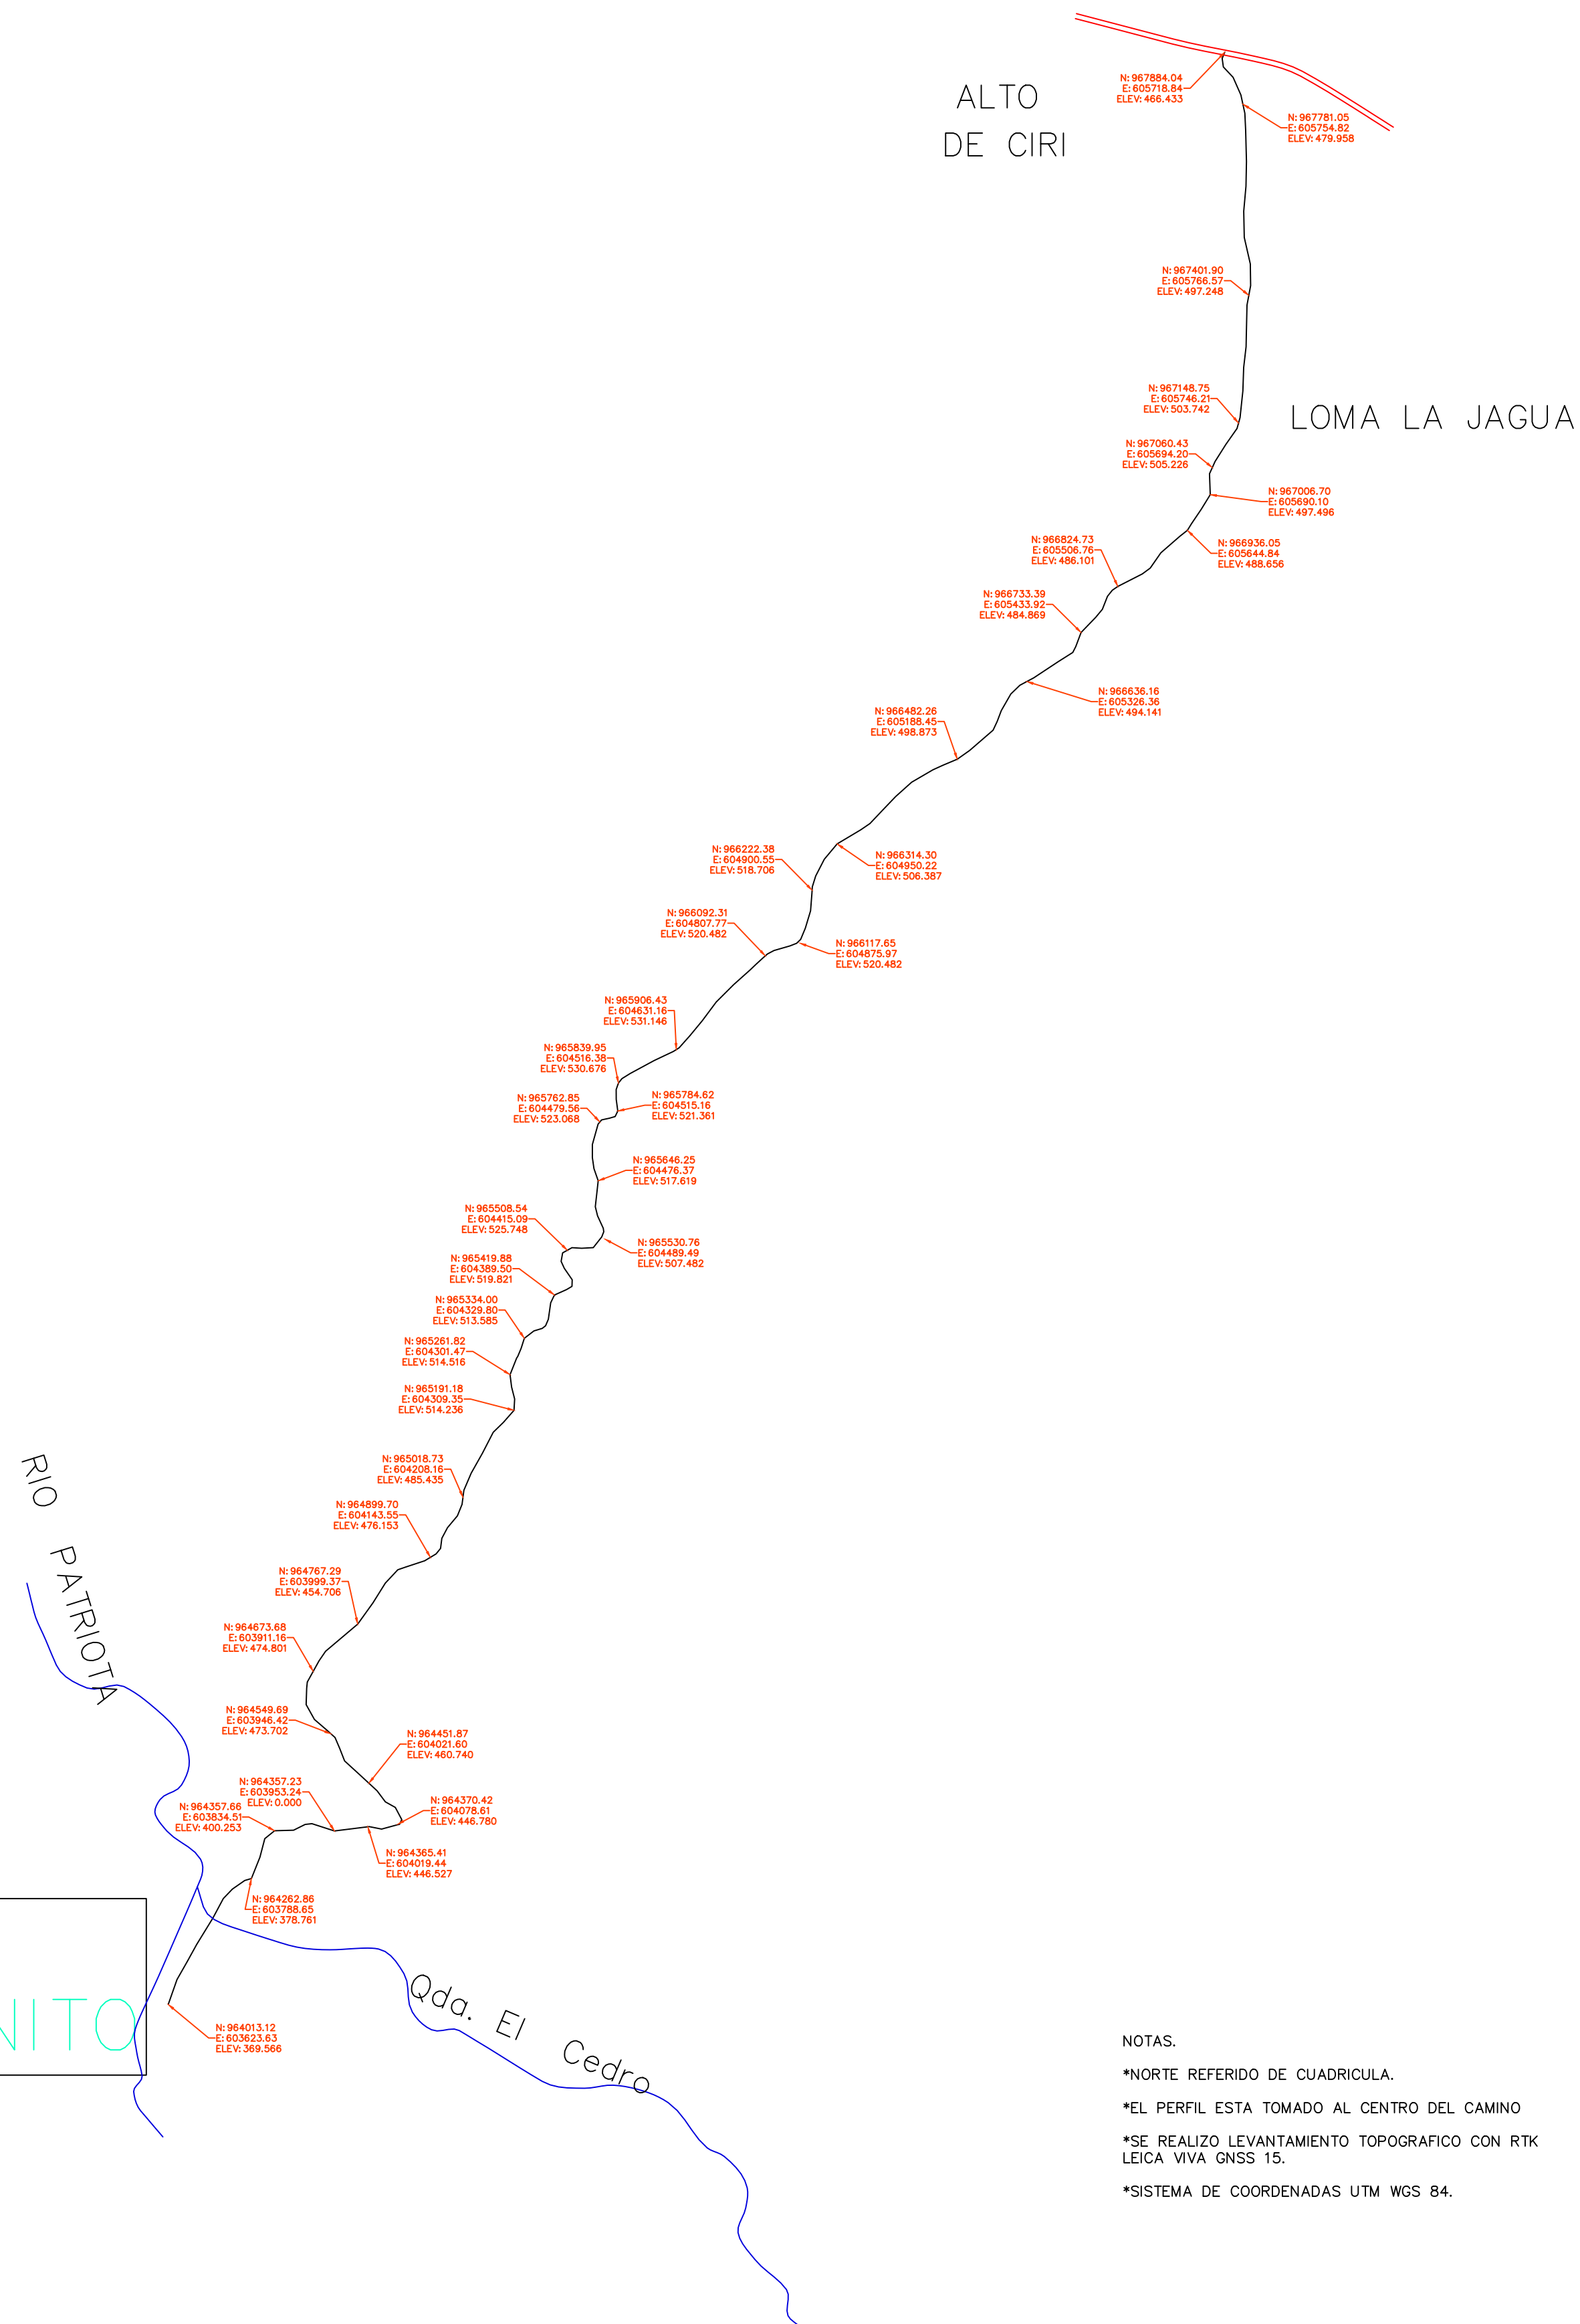 N: 967884.04
E: 605718.84
ELEV: 466.433
ALTO
DE CIRI
N: 967781.05
E: 605754.82
ELEV: 479.958
N: 967401.90
E: 605766.57
ELEV: 497.248
N: 967148.75
E: 605746.21
ELEV: 503.742
LOMA LA JAGUA
N: 967060.43
E: 605694.20
ELEV: 505.226
N: 967006.70
E: 605690.10
ELEV: 497.496
N: 966936.05
E: 605644.84
ELEV: 488.656
N: 966824.73
E: 605506.76
ELEV: 486.101
N: 966733.39
E: 605433.92
ELEV: 484.869
N: 966636.16
E: 605326.36
ELEV: 494.141
N: 966482.26
E: 605188.45
ELEV: 498.873
N: 966222.38
E: 604900.55
ELEV: 518.706
N: 966314.30
E: 604950.22
ELEV: 506.387
N: 966092.31
E: 604807.77
ELEV: 520.482
N: 966117.65
E: 604875.97
ELEV: 520.482
N: 965906.43
E: 604631.16
ELEV: 531.146
N: 965839.95
E: 604516.38
ELEV: 530.676
N: 965762.85
E: 604479.56
ELEV: 523.068
N: 965784.62
E: 604515.16
ELEV: 521.361
N: 965646.25
E: 604476.37
ELEV: 517.619
N: 965508.54
E: 604415.09
ELEV: 525.748
N: 965530.76
E: 604489.49
ELEV: 507.482
N: 965419.88
E: 604389.50
ELEV: 519.821
N: 965334.00
E: 604329.80
ELEV: 513.585
N: 965261.82
E: 604301.47
ELEV: 514.516
N: 965191.18
E: 604309.35
ELEV: 514.236
N: 965018.73
E: 604208.16
ELEV: 485.435
N: 964899.70
E: 604143.55
ELEV: 476.153
RIO PATRIOTA
N: 964767.29
E: 603999.37
ELEV: 454.706
N: 964673.68
E: 603911.16
ELEV: 474.801
N: 964549.69
E: 603946.42
ELEV: 473.702
N: 964451.87
E: 604021.60
ELEV: 460.740
N: 964357.23
E: 603953.24
ELEV: 0.000
N: 964357.66
E: 603834.51
ELEV: 400.253
N: 964370.42
E: 604078.61
ELEV: 446.780
N: 964365.41
E: 604019.44
ELEV: 446.527
N: 964262.86
E: 603788.65
ELEV: 378.761
Qda. El Cedro
NITO
N: 964013.12
E: 603623.63
ELEV: 369.566
NOTAS.
*NORTE REFERIDO DE CUADRICULA.
*EL PERFIL ESTA TOMADO AL CENTRO DEL CAMINO
*SE REALIZO LEVANTAMIENTO TOPOGRAFICO CON RTK
LEICA VIVA GNSS 15.
*SISTEMA DE COORDENADAS UTM WGS 84.